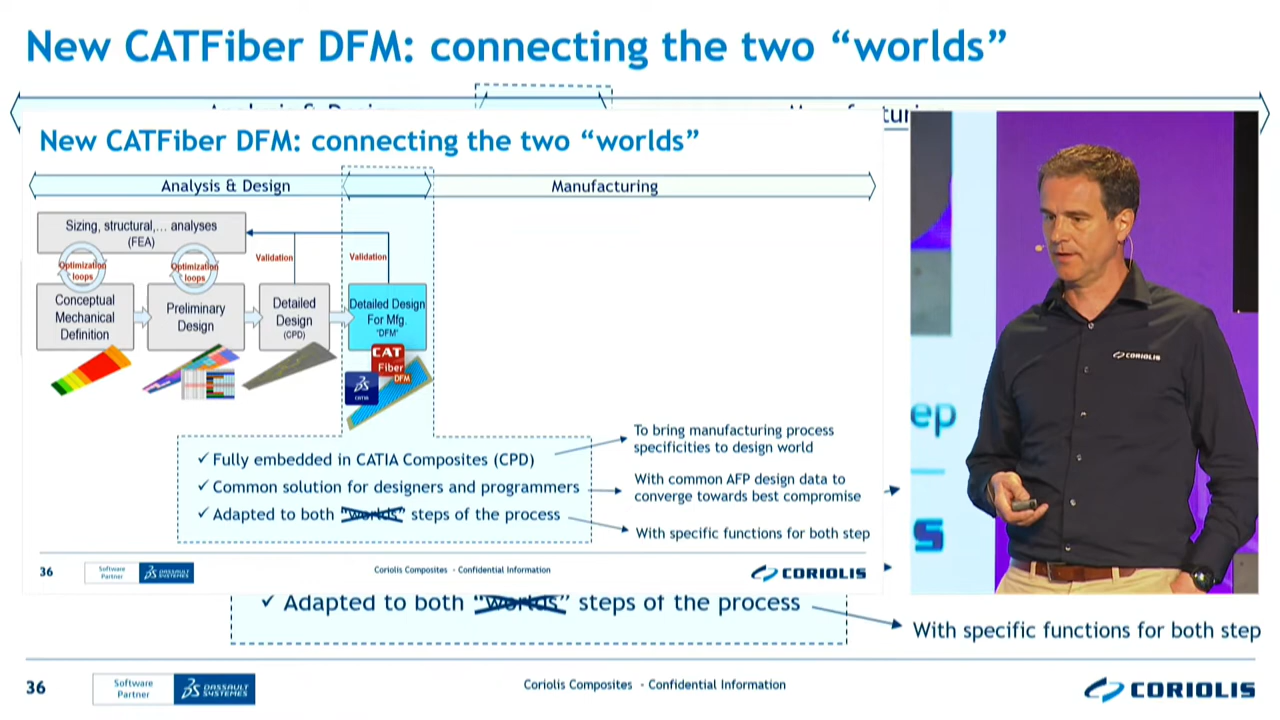 New CATFiber DFM: connecting the two “worlds”
New CATFiber DFM: connecting the two “worlds”
Analysis & Design
Manufacturing
Sizing, structural,... analyses
(FEA)
Validation
Validation
Optimization
loops
Optimization
loops
Conceptual
Mechanical
Definition
Preliminary
Design
Detailed
Design
(CPD)
Detailed Design
For Mfg.
"DFM"
CAT
Fiber
DFM
CATIA
✓ Fully embedded in CATIA Composites (CPD)
✓ Common solution for designers and programmers
✓ Adapted to both “worlds” steps of the process
To bring manufacturing process
specificities to design world
With common AFP design data to
converge towards best compromise
With specific functions for both step
36
Software
Partner
DASSAULT
SYSTEMES
Coriolis Composites - Confidential Information
CORIOLIS
CORIOLIS
ep
S
✓ Adapted to both “worlds” steps of the process
With specific functions for both step
36
Software
Partner
DASSAULT
SYSTEMES
Coriolis Composites - Confidential Information
CORIOLIS